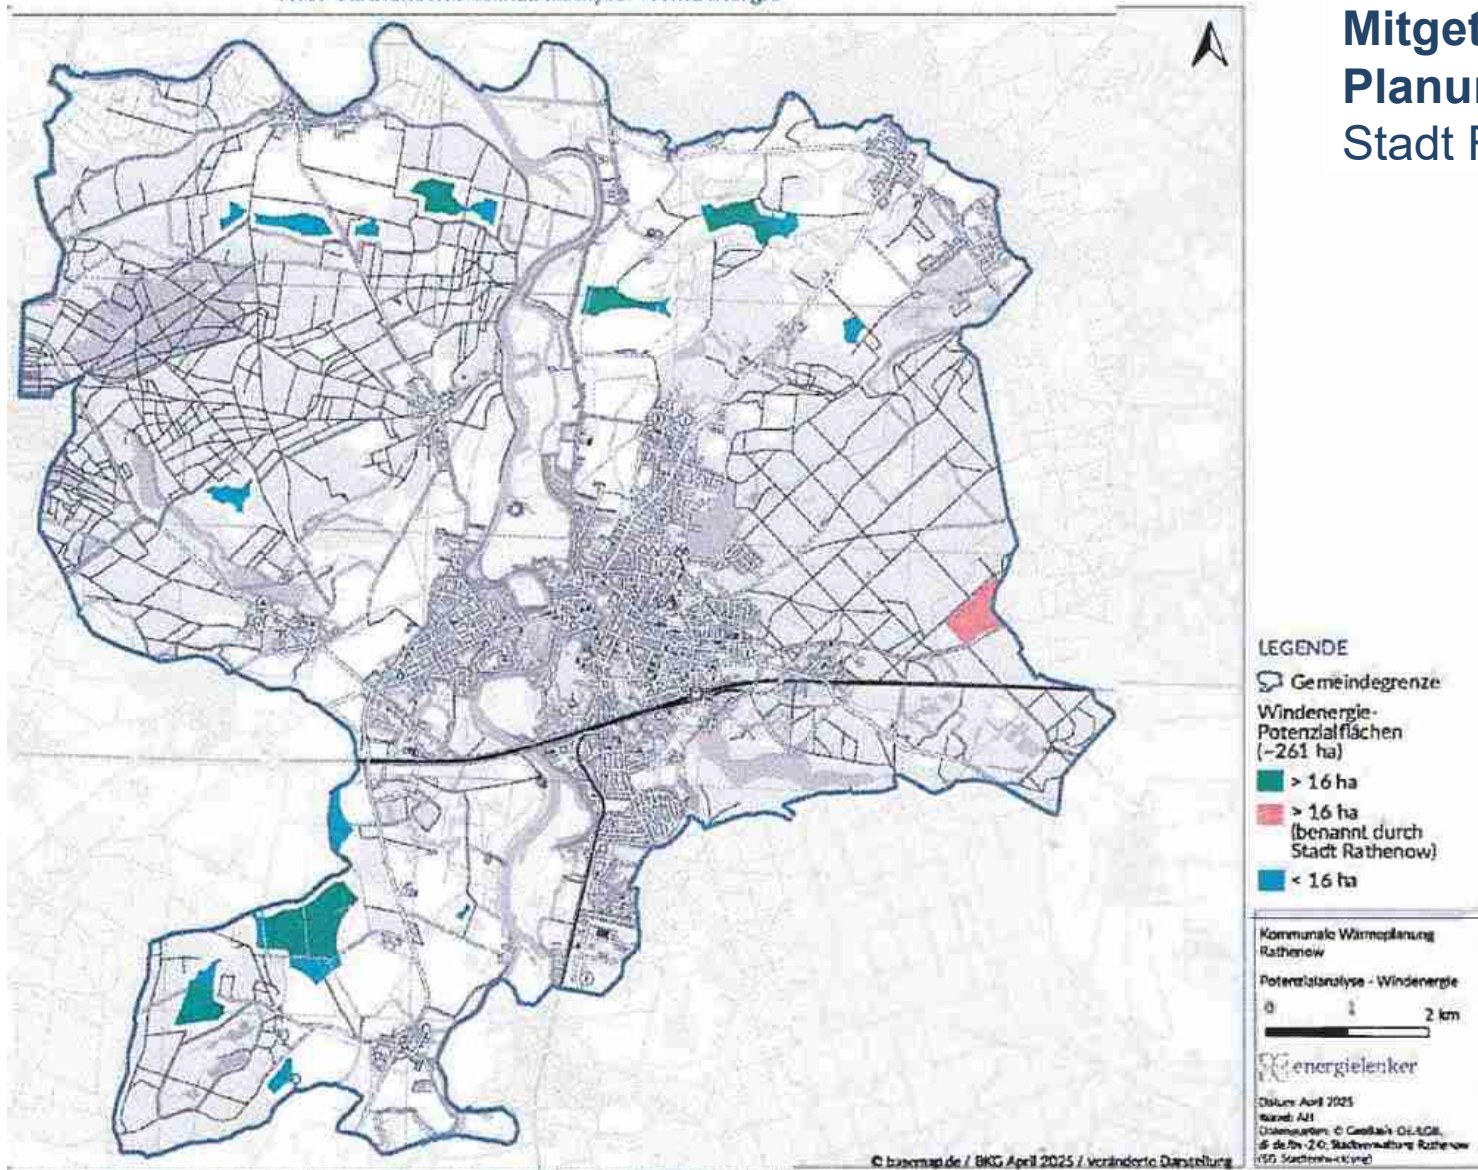 Mitget
Planu
Stadt
LEGENDE
Gemeindegrenze
Windenergie-
Potenzialflächen
(~261 ha)
> 16 ha
> 16 ha
(benannt durch
Stadt Rathenow)
< 16 ha
Kommunale Wärmeplanung
Rathenow
Potenzialanalyse - Windenergie
0 1 2 km
energielenker
Datum: April 2025
© basemap.de / BKG April 2025 / veränderte Darstellung